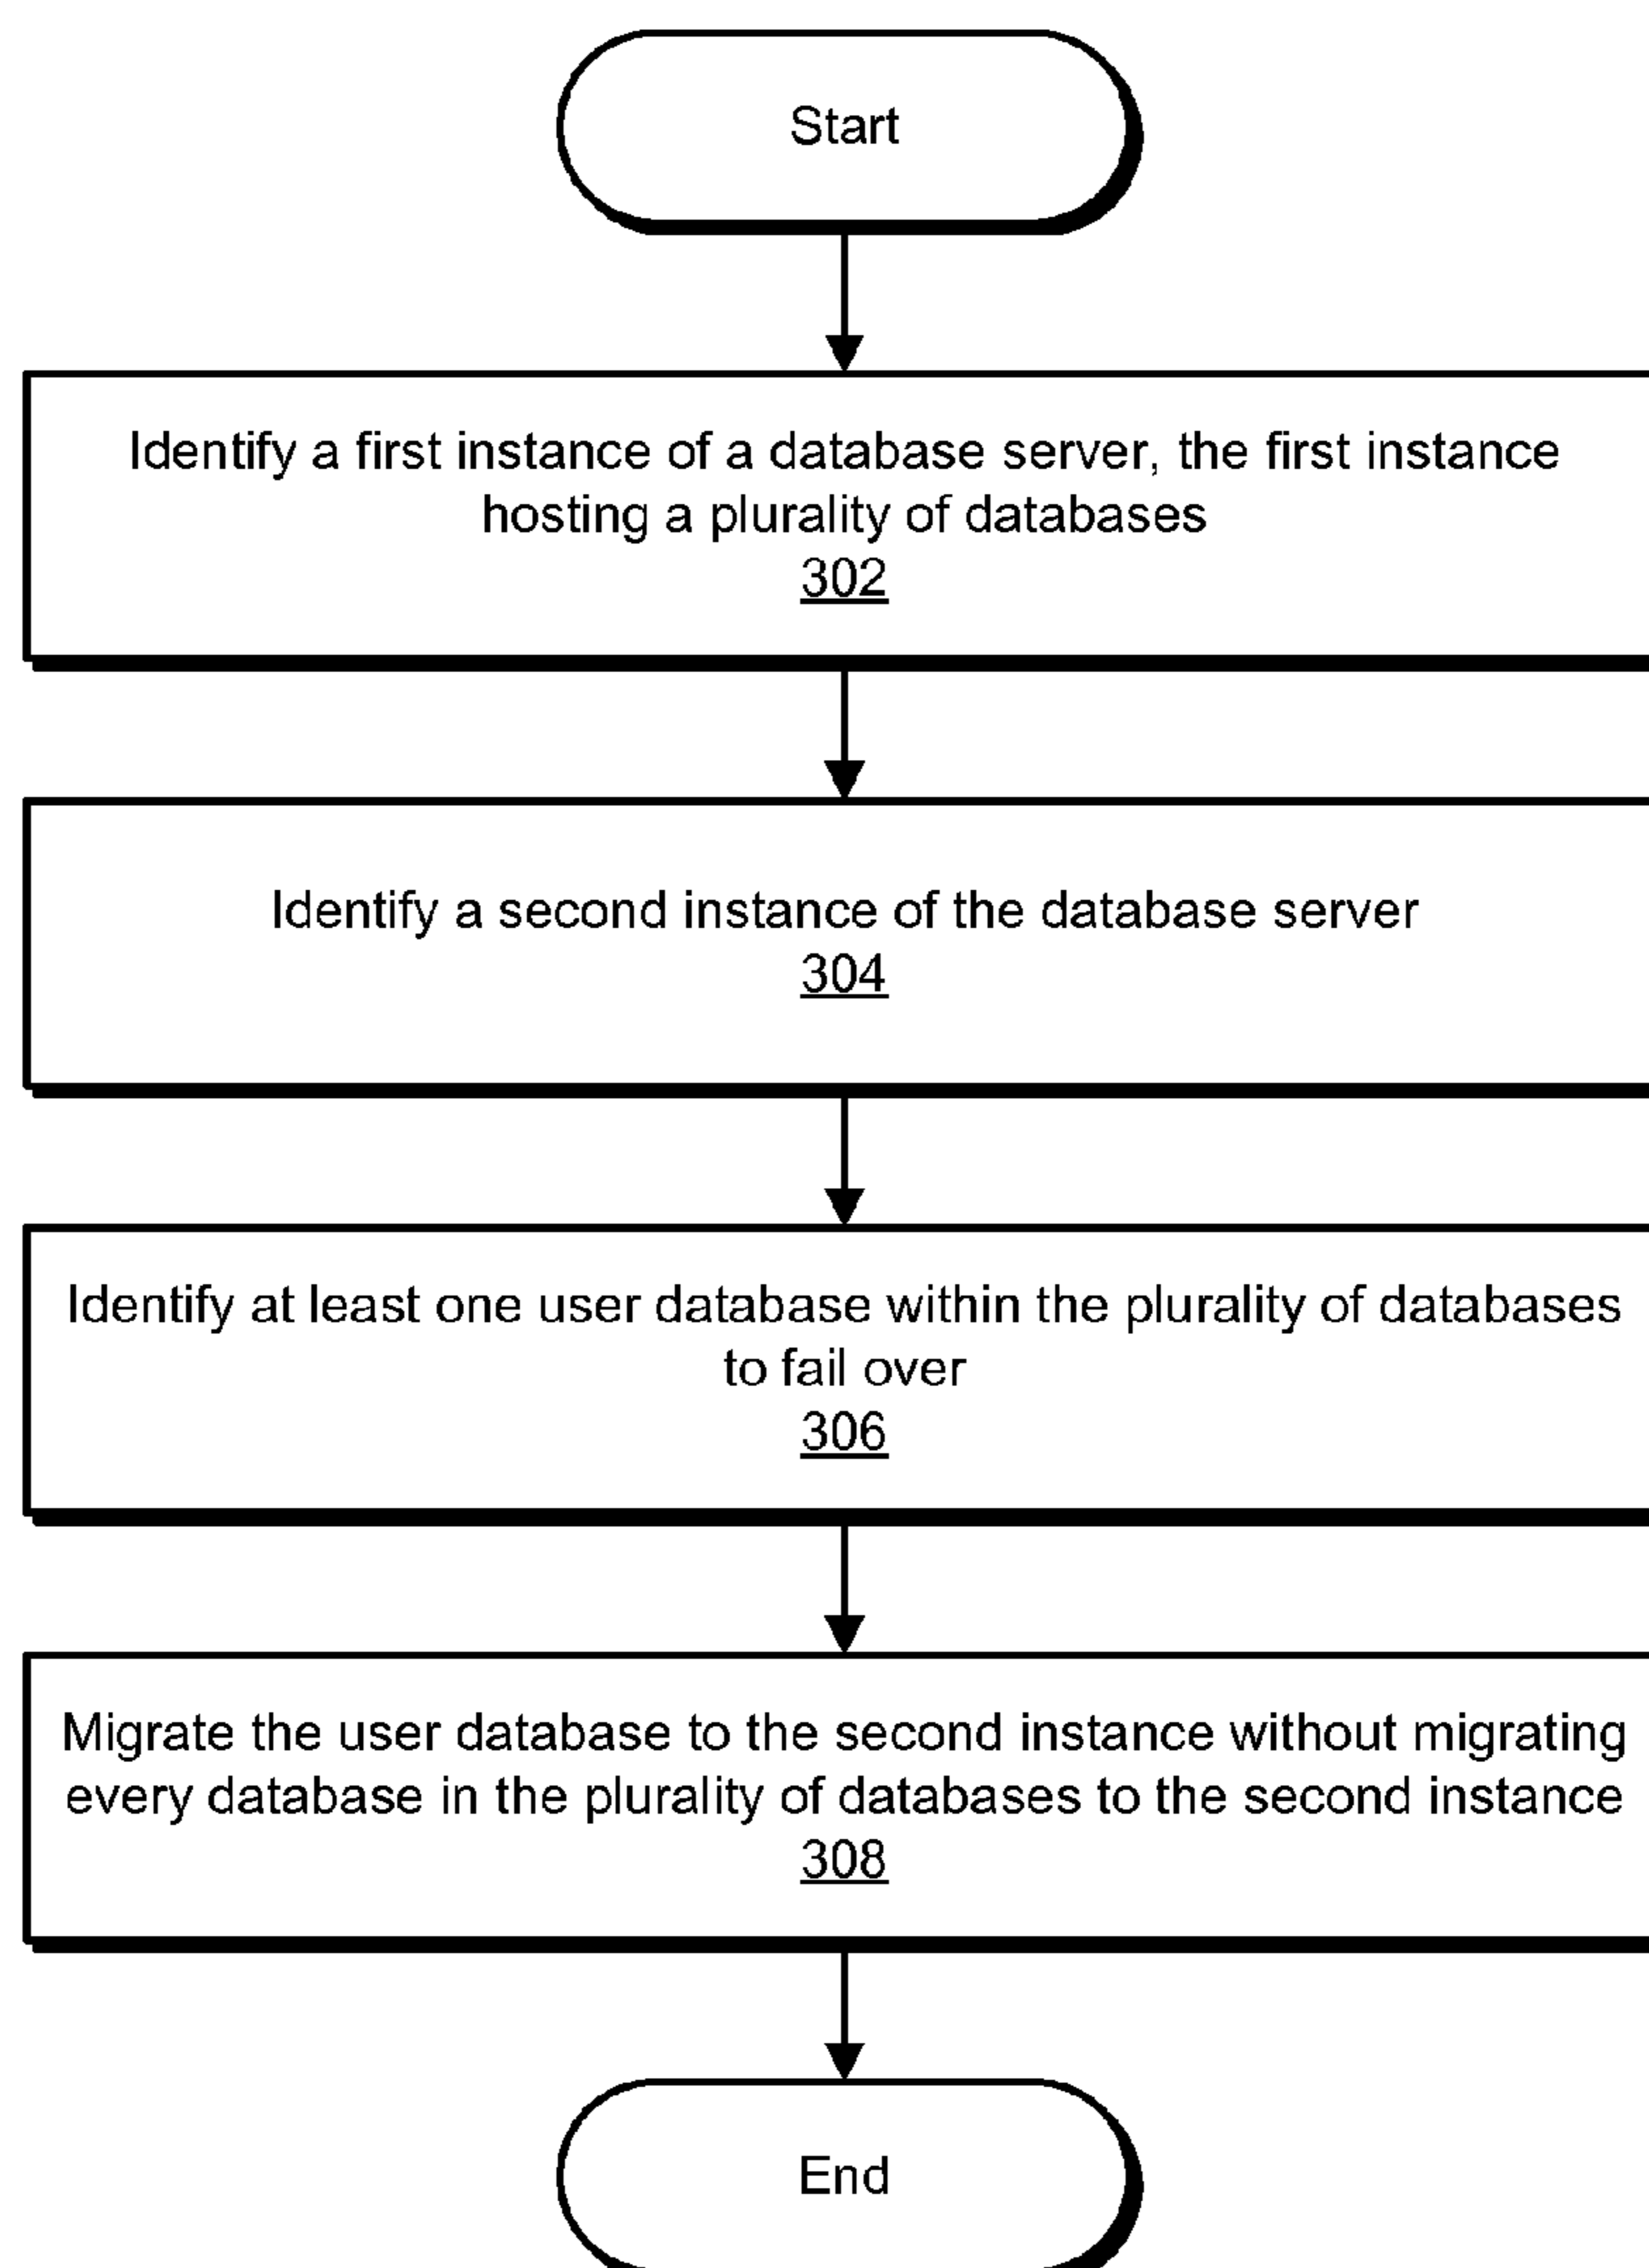 Start
Identify a first instance of a database server, the first instance
hosting a plurality of databases
302
Identify a second instance of the database server
304
Identify at least one user database within the plurality of databases
to fail over
306
Migrate the user database to the second instance without migrating
every database in the plurality of databases to the second instance
308
End